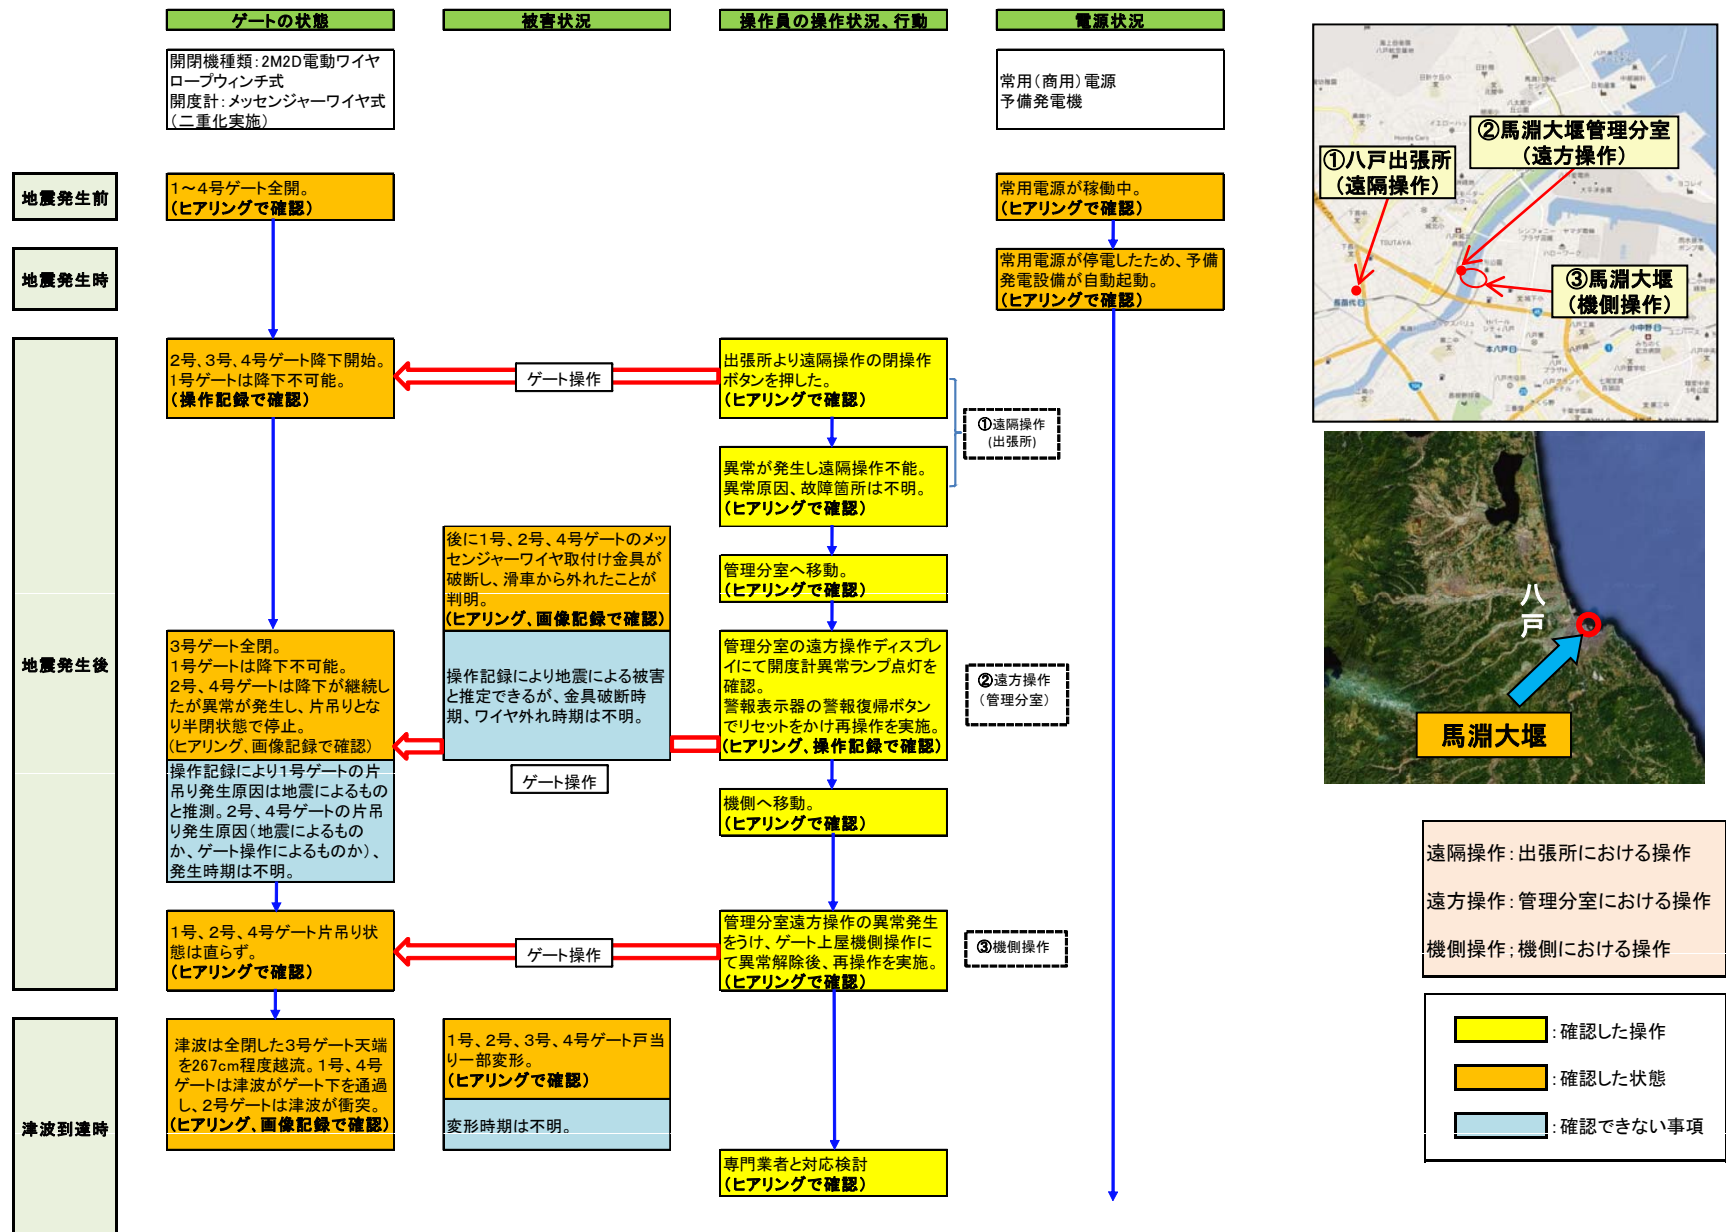 ゲートの状態
被害状況
操作員の操作状況、行動
電源状況
開閉機種類：2M2D電動ワイヤ
ロープウィンチ式
開度計：メッセンジャーワイヤ式
（二重化実施）
常用（商用）電源
予備発電機
地震発生前
1～4号ゲート全開。
（ヒアリングで確認）
常用電源が稼働中。
（ヒアリングで確認）
地震発生時
常用電源が停電したため、予備
発電設備が自動起動。
（ヒアリングで確認）
地震発生後
2号、3号、4号ゲート降下開始。
1号ゲートは降下不可能。
（操作記録で確認）
ゲート操作
出張所より遠隔操作の閉操作
ボタンを押した。
（ヒアリングで確認）
①遠隔操作
（出張所）
異常が発生し遠隔操作不能。
異常原因、故障箇所は不明。
（ヒアリングで確認）
後に1号、2号、4号ゲートのメッ
センジャーワイヤ取付け金具が
破断し、滑車から外れたことが
判明。
（ヒアリング、画像記録で確認）
管理分室へ移動。
（ヒアリングで確認）
3号ゲート全閉。
1号ゲートは降下不可能。
2号、4号ゲートは降下が継続し
たが異常が発生し、片吊りとな
り半閉状態で停止。
（ヒアリング、画像記録で確認）
操作記録により地震による被害
と推定できるが、金具破断時
期、ワイヤ外れ時期は不明。
管理分室の遠方操作ディスプレ
イにて開度計異常ランプ点灯を
確認。
警報表示器の警報復帰ボタン
でリセットをかけ再操作を実施。
（ヒアリング、操作記録で確認）
②遠方操作
（管理分室）
ゲート操作
操作記録により1号ゲートの片
吊り発生原因は地震によるもの
と推測。2号、4号ゲートの片吊
り発生原因（地震によるもの
か、ゲート操作によるものか）、
発生時期は不明。
機側へ移動。
（ヒアリングで確認）
1号、2号、4号ゲート片吊り状
態は直らず。
（ヒアリングで確認）
ゲート操作
管理分室遠方操作の異常発生
をうけ、ゲート上屋機側操作に
て異常解除後、再操作を実施。
（ヒアリングで確認）
③機側操作
津波到達時
津波は全閉した3号ゲート天端
を267cm程度越流。1号、4号
ゲートは津波がゲート下を通過
し、2号ゲートは津波が衝突。
（ヒアリング、画像記録で確認）
1号、2号、3号、4号ゲート戸当
り一部変形。
（ヒアリングで確認）
変形時期は不明。
専門業者と対応検討
（ヒアリングで確認）
①八戸出張所
（遠隔操作）
②馬淵大堰管理分室
（遠方操作）
③馬淵大堰
（機側操作）
TSUTAYA
本八戸
小中野
八戸
馬淵大堰
遠隔操作：出張所における操作
遠方操作：管理分室における操作
機側操作；機側における操作
：確認した操作
：確認した状態
：確認できない事項